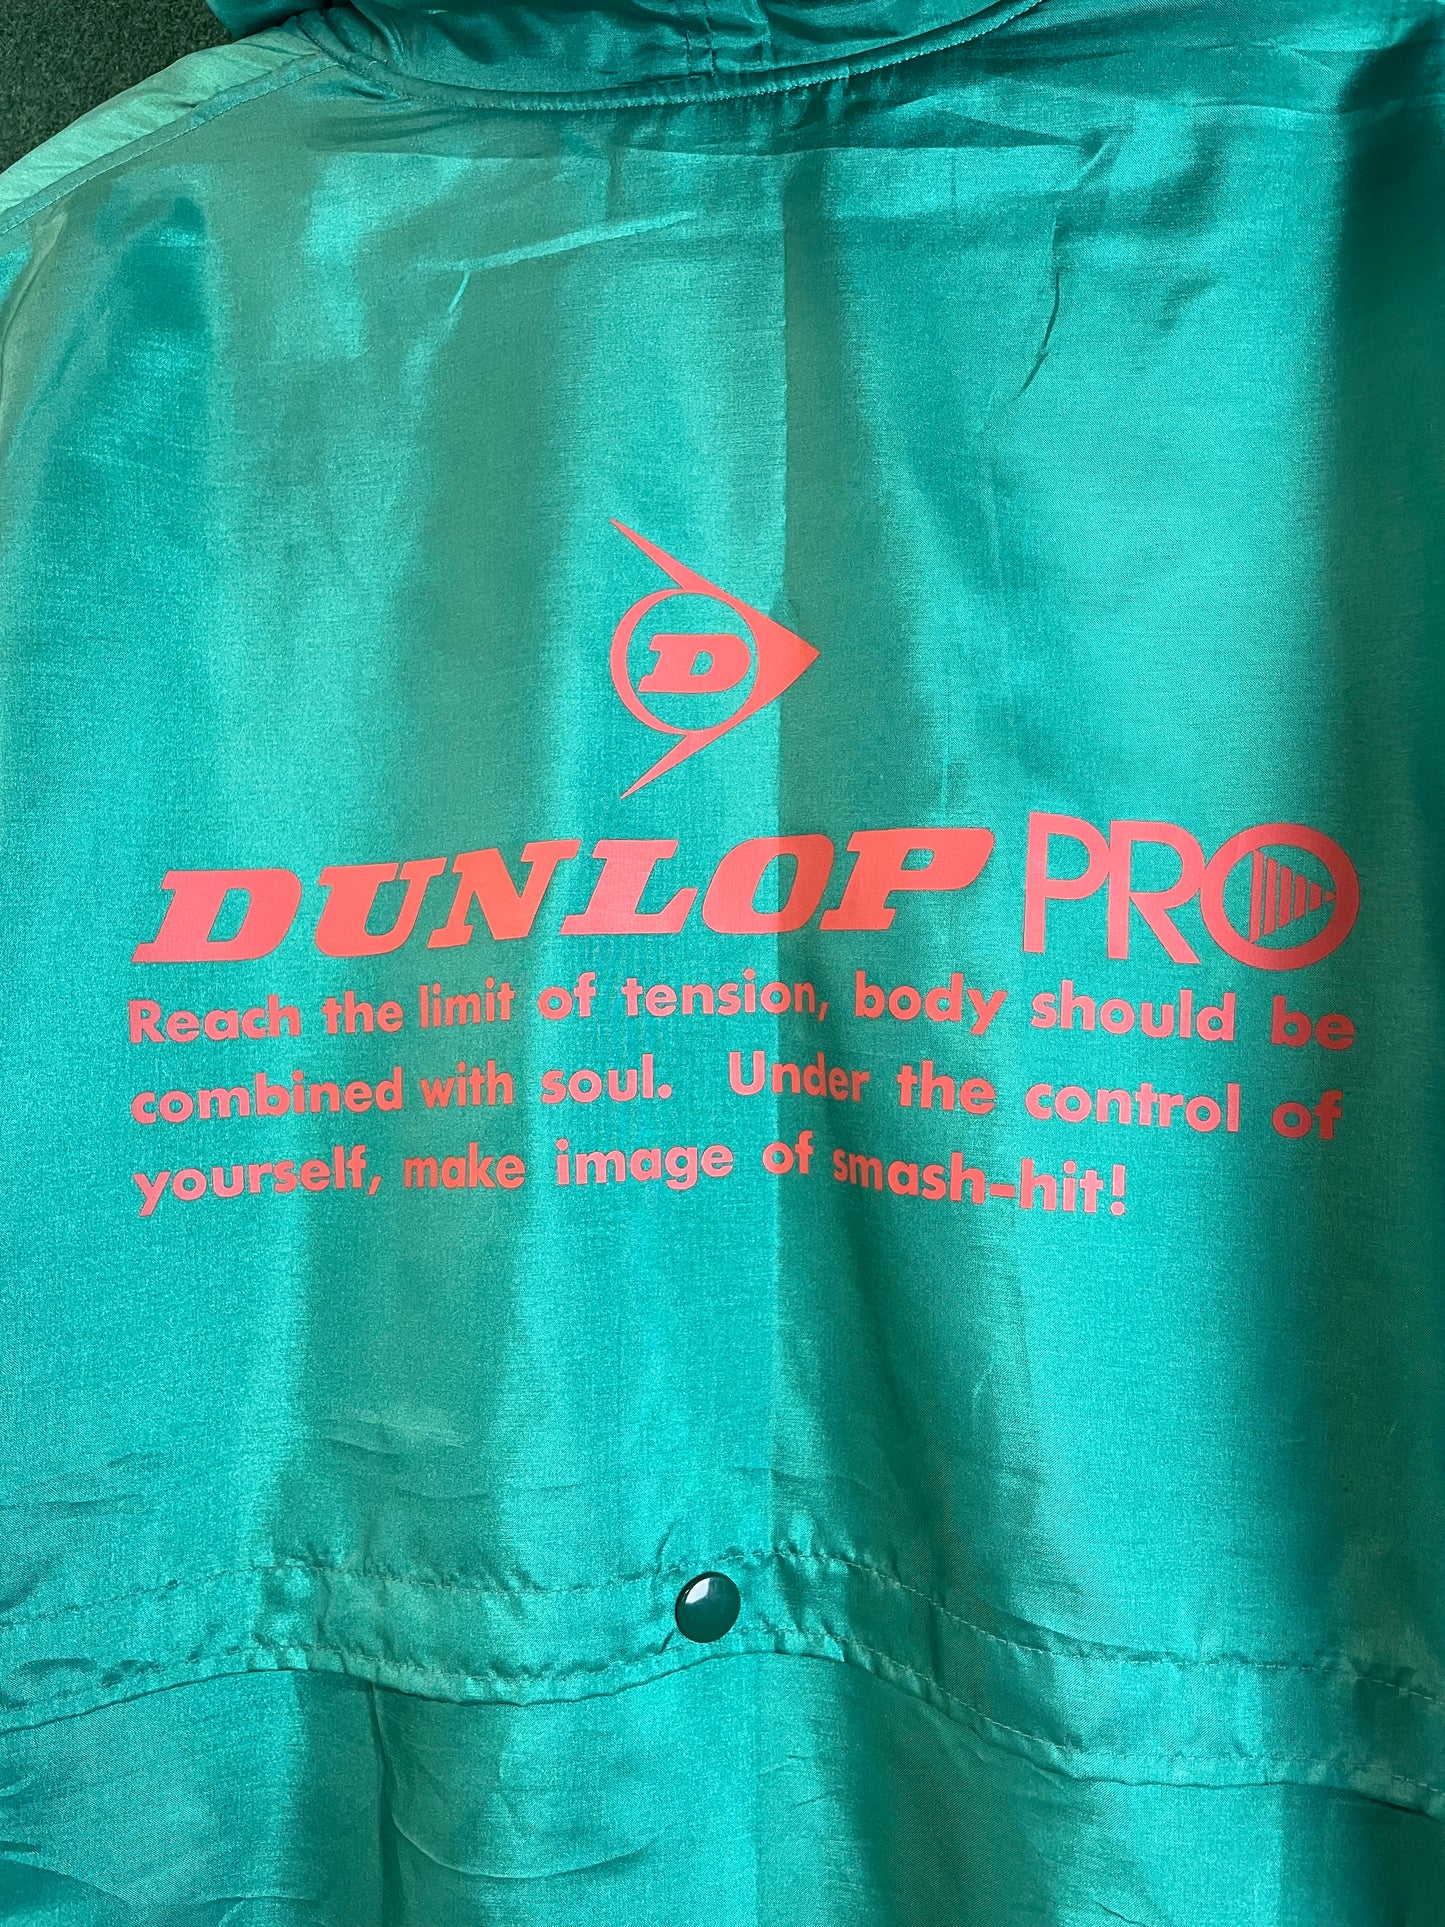 D
DUNLOP PRO
Reach the limit of tension, body should be
combined with soul. Under the control of
yourself, make image of smash-hit!